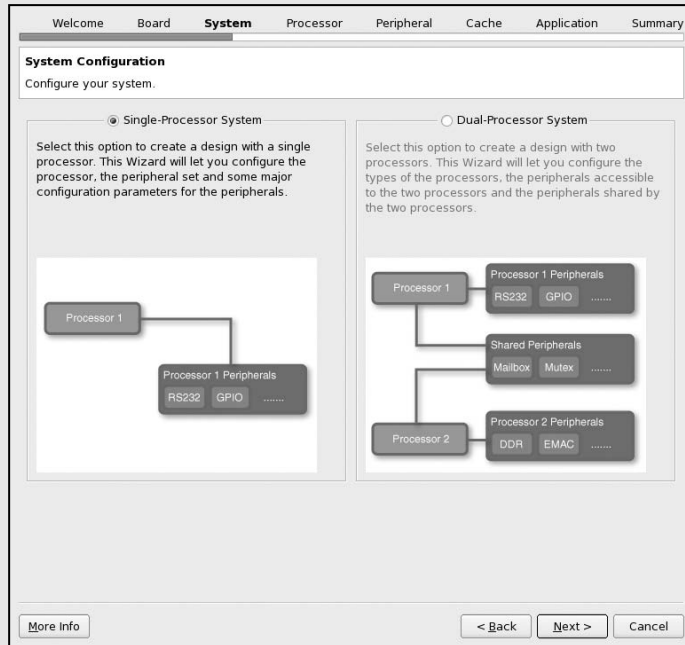 Welcome Board System Processor Peripheral Cache Application Summary
System Configuration
Configure your system.
Single-Processor System
Select this option to create a design with a single
processor. This Wizard will let you configure the
processor, the peripheral set and some major
configuration parameters for the peripherals.
Processor 1
Processor 1 Peripherals
RS232 GPIO .......
Dual-Processor System
Select this option to create a design with two
processors. This Wizard will let you configure the
types of the processors, the peripherals accessible
to the two processors and the peripherals shared by
the two processors.
Processor 1
Processor 1 Peripherals
RS232 GPIO .......
Shared Peripherals
Mailbox Mutex .......
Processor 2
Processor 2 Peripherals
DDR EMAC .......
More Info < Back Next > Cancel